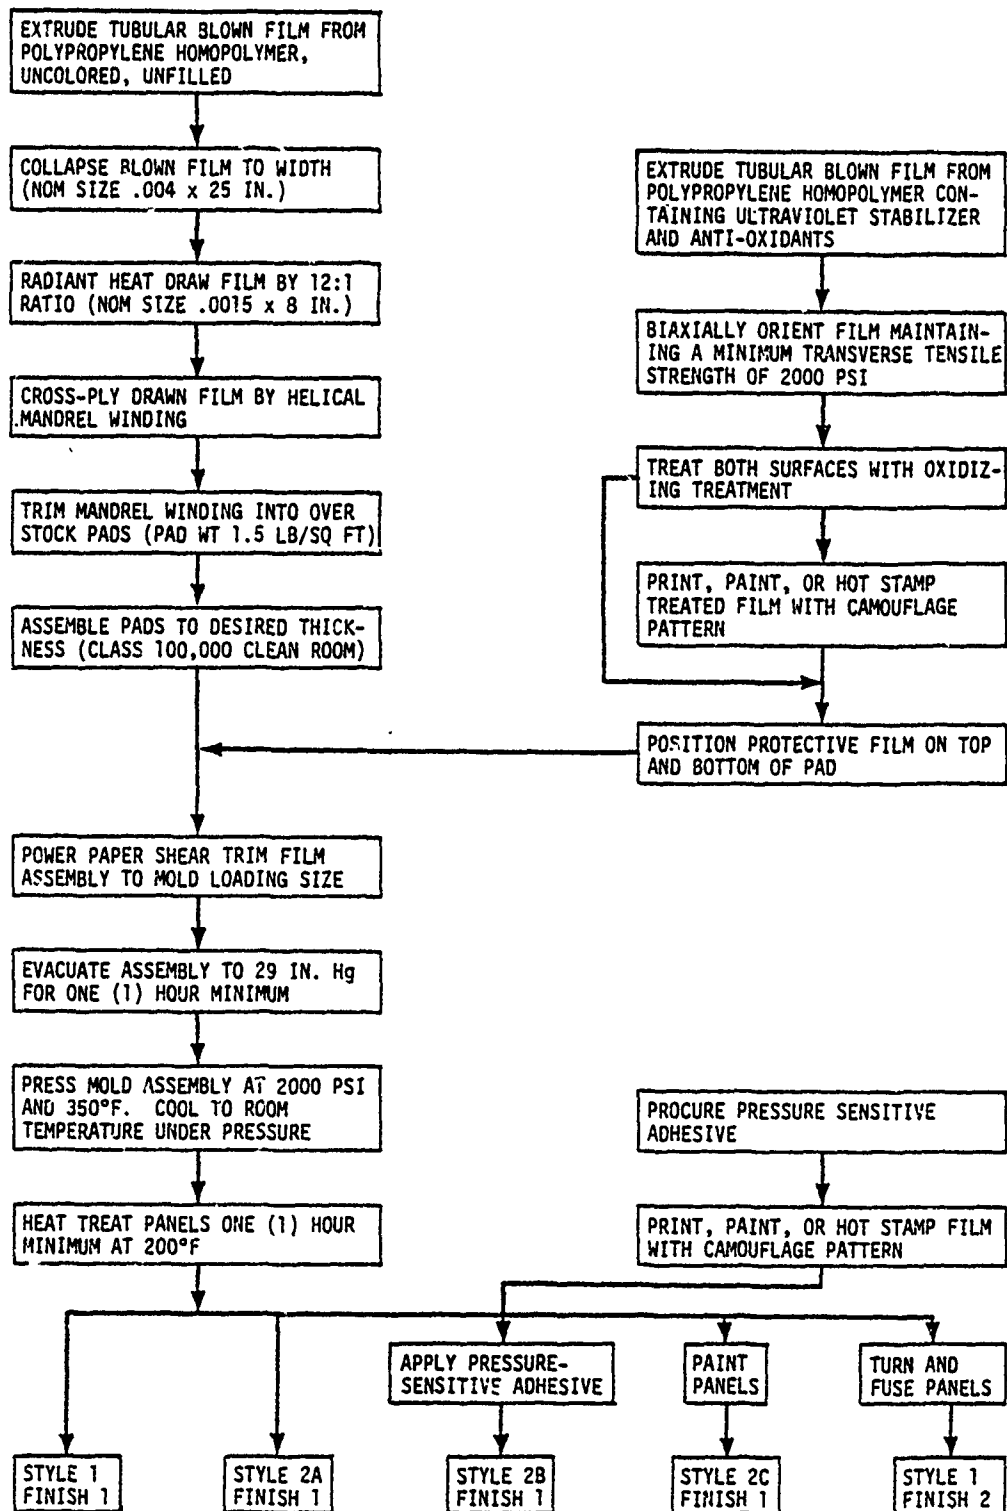 EXTRUDE TUBULAR BLOWN FILM FROM
POLYPROPYLENE HOMOPOLYMER,
UNCOLORED, UNFILLED
COLLAPSE BLOWN FILM TO WIDTH
(NOM SIZE .004 x 25 IN.)
RADIANT HEAT DRAW FILM BY 12:1
RATIO (NOM SIZE .0015 x 8 IN.)
CROSS-PLY DRAWN FILM BY HELICAL
MANDREL WINDING
TRIM MANDREL WINDING INTO OVER
STOCK PADS (PAD WT 1.5 LB/SQ FT)
ASSEMBLE PADS TO DESIRED THICK-
NESS (CLASS 100,000 CLEAN ROOM)
EXTRUDE TUBULAR BLOWN FILM FROM
POLYPROPYLENE HOMOPOLYMER CON-
TAINING ULTRAVIOLET STABILIZER
AND ANTI-OXIDANTS
BIAXIALLY ORIENT FILM MAINTAIN-
ING A MINIMUM TRANSVERSE TENSILE
STRENGTH OF 2000 PSI
TREAT BOTH SURFACES WITH OXIDIZ-
ING TREATMENT
PRINT, PAINT, OR HOT STAMP
TREATED FILM WITH CAMOUFLAGE
PATTERN
POSITION PROTECTIVE FILM ON TOP
AND BOTTOM OF PAD
POWER PAPER SHEAR TRIM FILM
ASSEMBLY TO MOLD LOADING SIZE
EVACUATE ASSEMBLY TO 29 IN. Hg
FOR ONE (1) HOUR MINIMUM
PRESS MOLD ASSEMBLY AT 2000 PSI
AND 350°F. COOL TO ROOM
TEMPERATURE UNDER PRESSURE
HEAT TREAT PANELS ONE (1) HOUR
MINIMUM AT 200°F
PROCURE PRESSURE SENSITIVE
ADHESIVE
PRINT, PAINT, OR HOT STAMP FILM
WITH CAMOUFLAGE PATTERN
APPLY PRESSURE-
SENSITIVE ADHESIVE
PAINT
PANELS
TURN AND
FUSE PANELS
STYLE 1
FINISH 1
STYLE 2A
FINISH 1
STYLE 2B
FINISH 1
STYLE 2C
FINISH 1
STYLE 1
FINISH 2